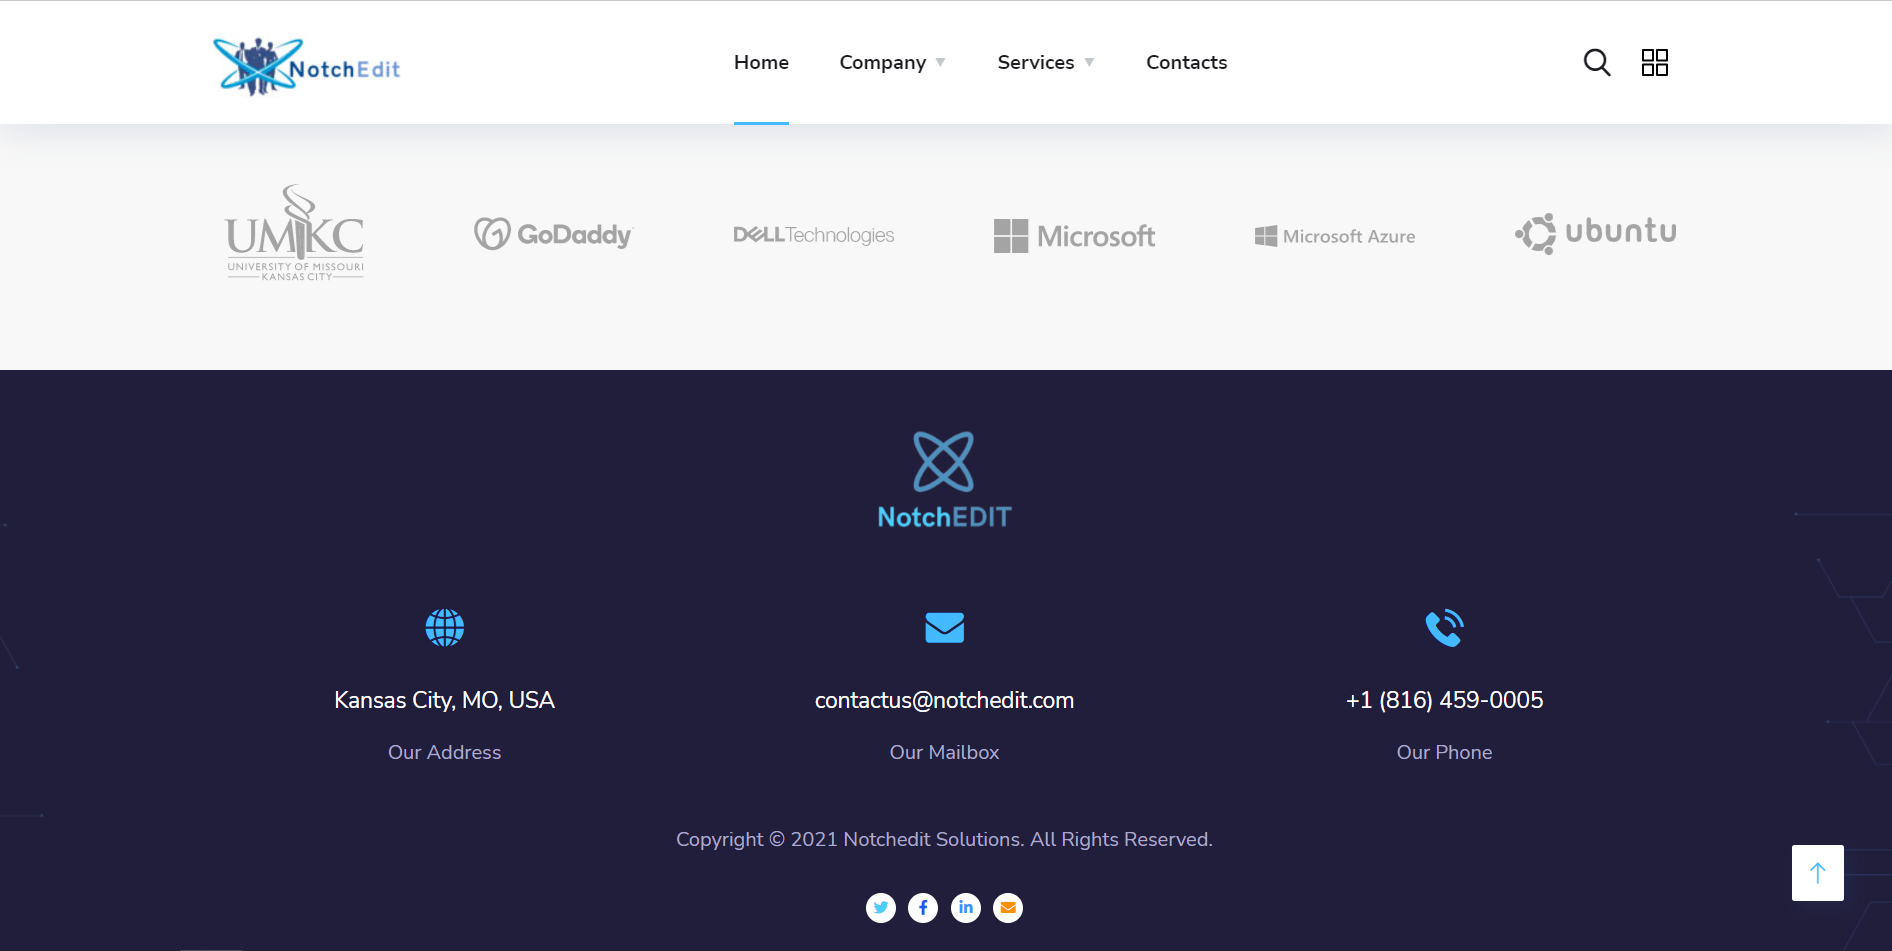 NotchEdit
Home Company Services Contacts
UMKC
UNIVERSITY OF MISSOURI
KANSAS CITY
GoDaddy
DELLTechnologies
Microsoft
Microsoft Azure
ubuntu
NotchEDIT
Kansas City, MO, USA
Our Address
contactus@notchedit.com
Our Mailbox
+1 (816) 459-0005
Our Phone
Copyright © 2021 Notchedit Solutions. All Rights Reserved.